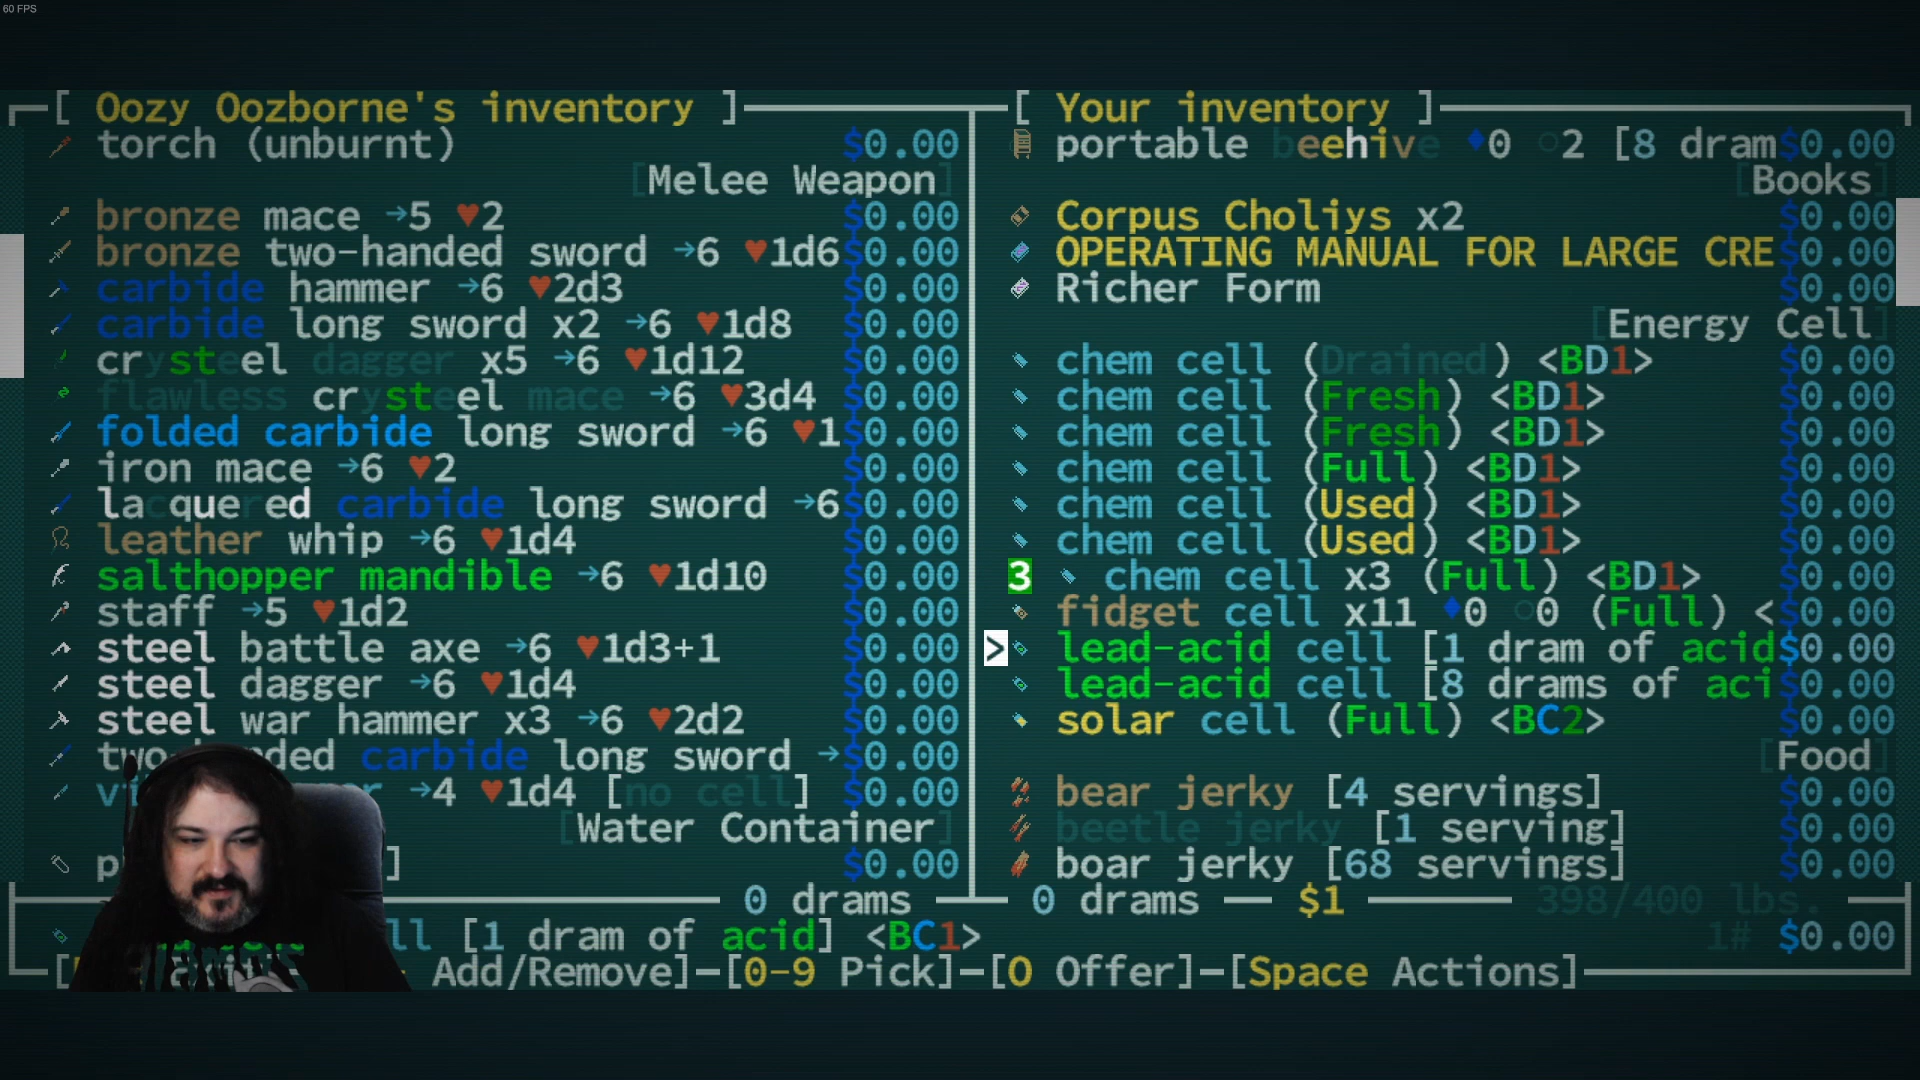 60 FPS
[ Oozy Oozborne's inventory ]
torch (unburnt) $0.00
[Melee Weapon]
bronze mace →5 ♥2 $0.00
bronze two-handed sword →6 ♥1d6 $0.00
carbide hammer →6 ♥2d3 $0.00
carbide long sword x2 →6 ♥1d8 $0.00
crysteel dagger x5 →6 ♥1d12 $0.00
flawless crysteel mace →6 ♥3d4 $0.00
folded carbide long sword →6 ♥1 $0.00
iron mace →6 ♥2 $0.00
lacquered carbide long sword →6 $0.00
leather whip →6 ♥1d4 $0.00
salthopper mandible →6 ♥1d10 $0.00
staff →5 ♥1d2 $0.00
steel battle axe →6 ♥1d3+1 $0.00
steel dagger →6 ♥1d4 $0.00
steel war hammer x3 →6 ♥2d2 $0.00
two-handed carbide long sword → $0.00
→4 ♥1d4 [no cell] $0.00
[Water Container]
] $0.00
0 drams
[ Your inventory ]
portable beehive ♦0 ○2 [8 dram $0.00
[Books]
Corpus Choliys x2 $0.00
OPERATING MANUAL FOR LARGE CRE $0.00
Richer Form $0.00
[Energy Cell]
chem cell (Drained) <BD1> $0.00
chem cell (Fresh) <BD1> $0.00
chem cell (Fresh) <BD1> $0.00
chem cell (Full) <BD1> $0.00
chem cell (Used) <BD1> $0.00
chem cell (Used) <BD1> $0.00
3 chem cell x3 (Full) <BD1> $0.00
fidget cell x11 ♦0 ○0 (Full) < $0.00
> lead-acid cell [1 dram of acid $0.00
lead-acid cell [8 drams of aci $0.00
solar cell (Full) <BC2> $0.00
[Food]
bear jerky [4 servings] $0.00
beetle jerky [1 serving] $0.00
boar jerky [68 servings] $0.00
0 drams — $1 — 398/400 lbs.
[1 dram of acid] <BC1> 1# $0.00
Add/Remove]—[0-9 Pick]—[O Offer]—[Space Actions]